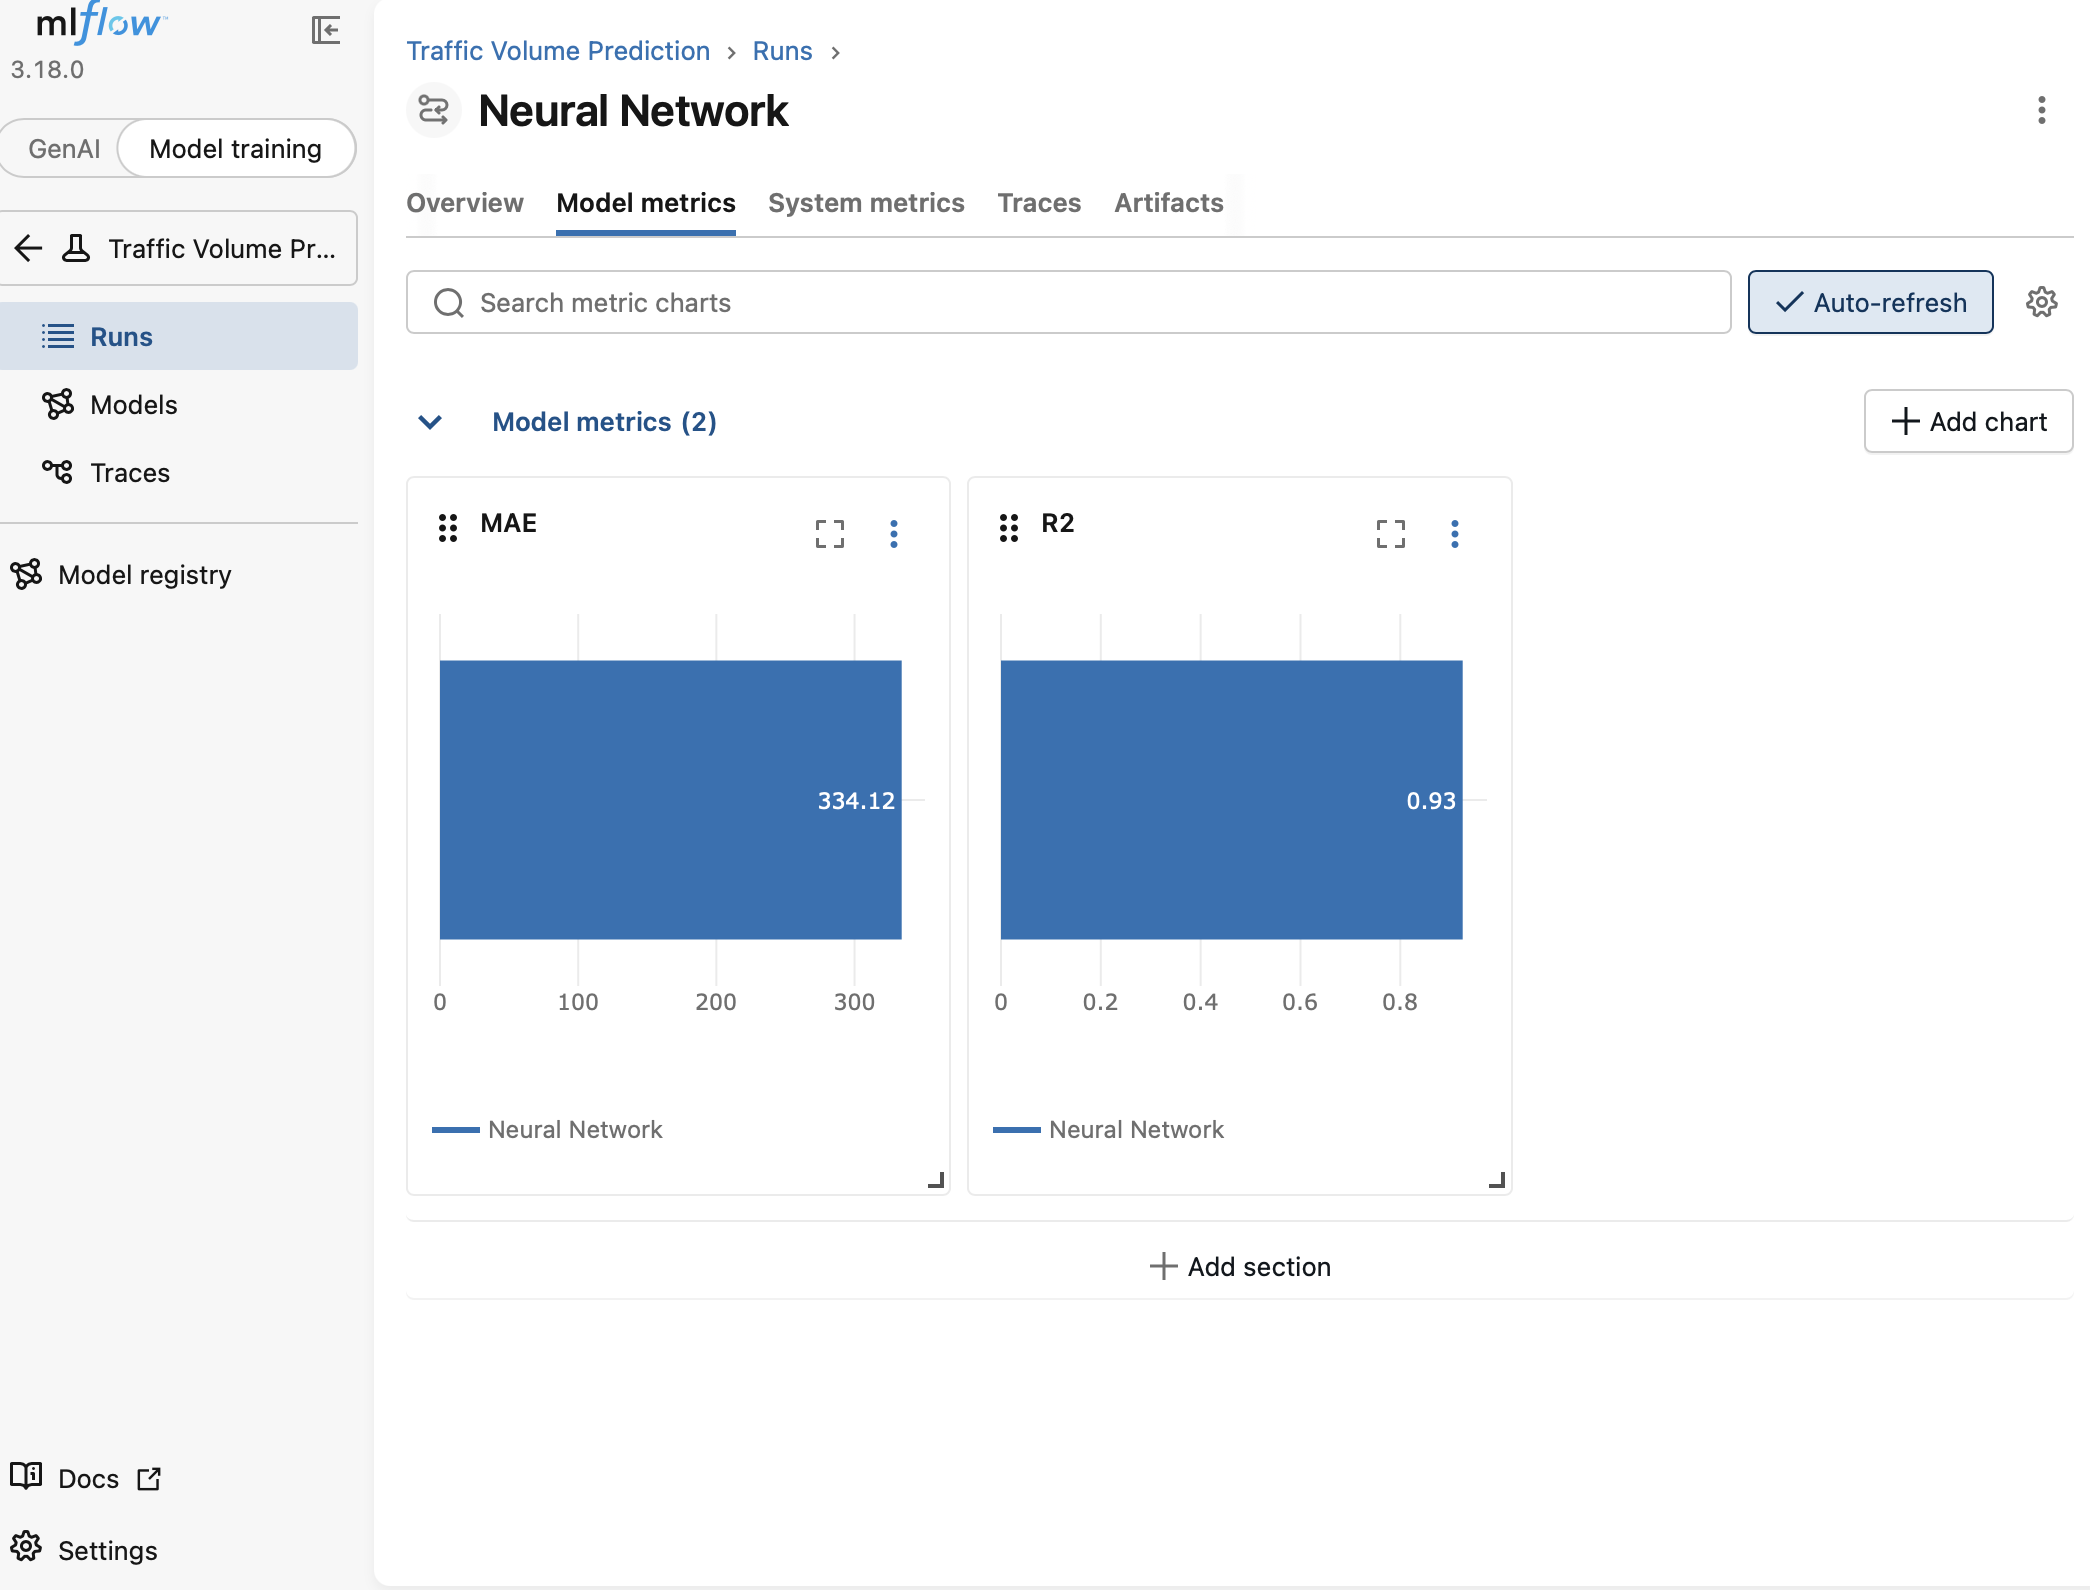 mlflow™
3.18.0
GenAI
Model training
Traffic Volume Pr...
Runs
Models
Traces
Model registry
Docs
Settings
Traffic Volume Prediction > Runs >
Neural Network
Overview Model metrics System metrics Traces Artifacts
Search metric charts
Auto-refresh
Model metrics (2)
Add chart
MAE
334.12
0 100 200 300
Neural Network
R2
0.93
0 0.2 0.4 0.6 0.8
Neural Network
Add section